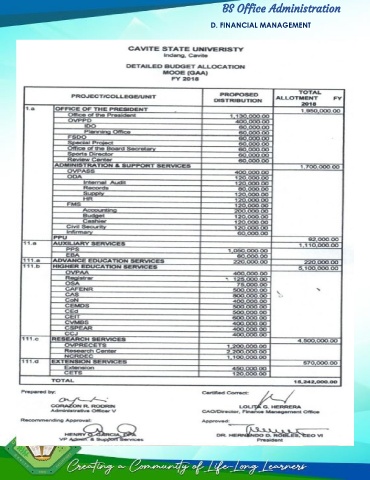 BS Office Administration
D. FINANCIAL MANAGEMENT
CAVITE STATE UNIVERISTY
Indang, Cavite
DETAILED BUDGET ALLOCATION
MOOE (GAA)
FY 2018
PROJECT/COLLEGE/UNIT PROPOSED DISTRIBUTION TOTAL ALLOTMENT FY 2018
1.a OFFICE OF THE PRESIDENT 1,950,000.00
Office of the President 1,130,000.00
OVPPD 400,000.00
IDO 60,000.00
Planning Office 60,000.00
FSDO 60,000.00
Special Project 60,000.00
Office of the Board Secretary 60,000.00
Sports Director 60,000.00
Review Center 60,000.00
ADMINISTRATION & SUPPORT SERVICES 1,700,000.00
OVPASS 400,000.00
ODA 120,000.00
Internal Audit 120,000.00
Records 60,000.00
Supply 120,000.00
HR 120,000.00
FMS 120,000.00
Accounting 200,000.00
Budget 120,000.00
Cashier 120,000.00
Civil Security 120,000.00
Infirmary 60,000.00
PPU 92,000.00
11.a AUXILIARY SERVICES 1,110,000.00
PPS 1,050,000.00
EBA 60,000.00
111.a ADVANCE EDUCATION SERVICES 220,000.00 220,000.00
111.b HIGHER EDUCATION SERVICES 5,100,000.00
OVPAA 400,000.00
Registrar 125,000.00
OSA 75,000.00
CAFENR 500,000.00
CAS 800,000.00
CoN 400,000.00
CEMDS 500,000.00
CEd 500,000.00
CEIT 600,000.00
CVMBS 400,000.00
CSPEAR 400,000.00
CCJ 400,000.00
111.c RESEARCH SERVICES 4,500,000.00
OVPRECETS 1,200,000.00
Research Center 2,200,000.00
NCRDEC 1,100,000.00
111.d EXTENSION SERVICES 570,000.00
Extension 450,000.00
CETS 120,000.00
TOTAL 15,242,000.00
Prepared by: Certified Correct:
CORAZON R. RODRIN LOLITA G. HERRERA
Administrative Officer V CAO/Director, Finance Management Office
Recommending Approval: Approved:
HENRY O. GARCIA, EPA DR. HERNANDO D. ROBLES, CEO VI
VP Admin. & Support Services President
Creating a Community of Life-Long Learners